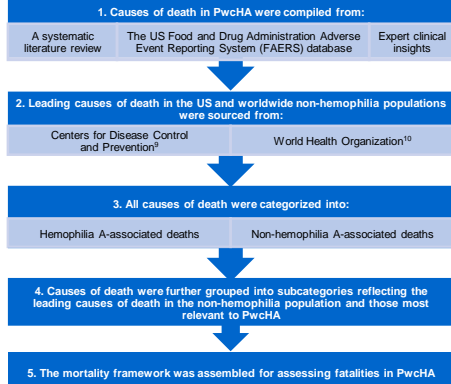 1. Causes of death in PwcHA were compiled from:
A systematic
literature review
The US Food and Drug Administration Adverse
Event Reporting System (FAERS) database
Expert clinical
insights
2. Leading causes of death in the US and worldwide non-hemophilia populations
were sourced from:
Centers for Disease Control
and Prevention⁹
World Health Organization¹⁰
3. All causes of death were categorized into:
Hemophilia A-associated deaths
Non-hemophilia A-associated deaths
4. Causes of death were further grouped into subcategories reflecting the
leading causes of death in the non-hemophilia population and those most
relevant to PwcHA
5. The mortality framework was assembled for assessing fatalities in PwcHA